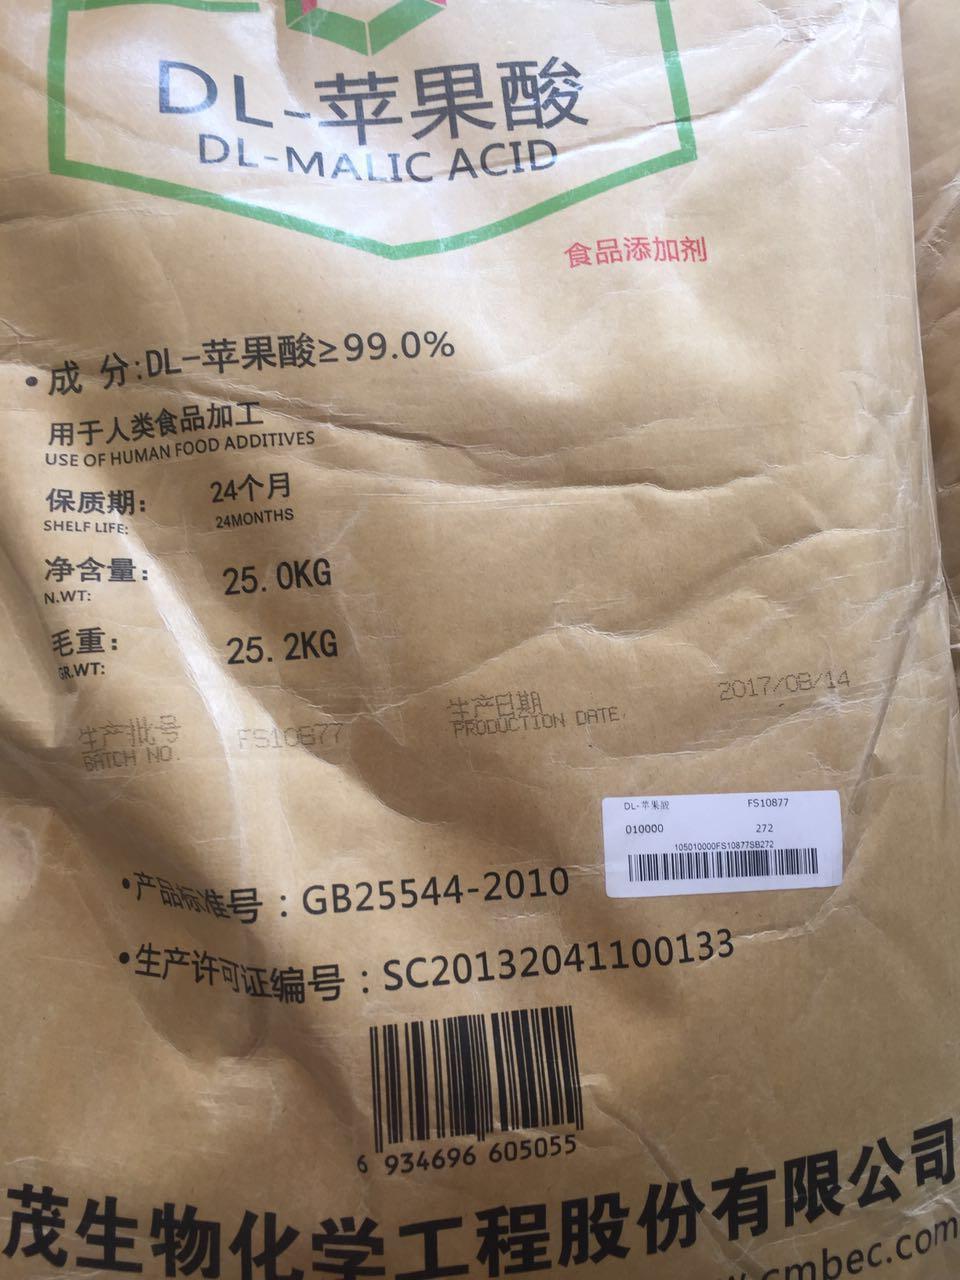 DL-苹果酸
DL-MALIC ACID
食品添加剂
•成 分:DL-苹果酸≥99.0%
用于人类食品加工
USE OF HUMAN FOOD ADDITIVES
保质期: 24个月
SHELF LIFE: 24MONTHS
净含量: 25.0KG
N.WT:
毛重: 25.2KG
GR.WT:
生产批号 FS10877
BATCH NO.
生产日期 2017/08/14
PRODUCTION DATE
DL-苹果酸 FS10877
010000 272
105010000FS10877SB272
•产品标准号:GB25544-2010
•生产许可证编号:SC20132041100133
6 934696 605055
茂生物化学工程股份有限公司
cmbec.com